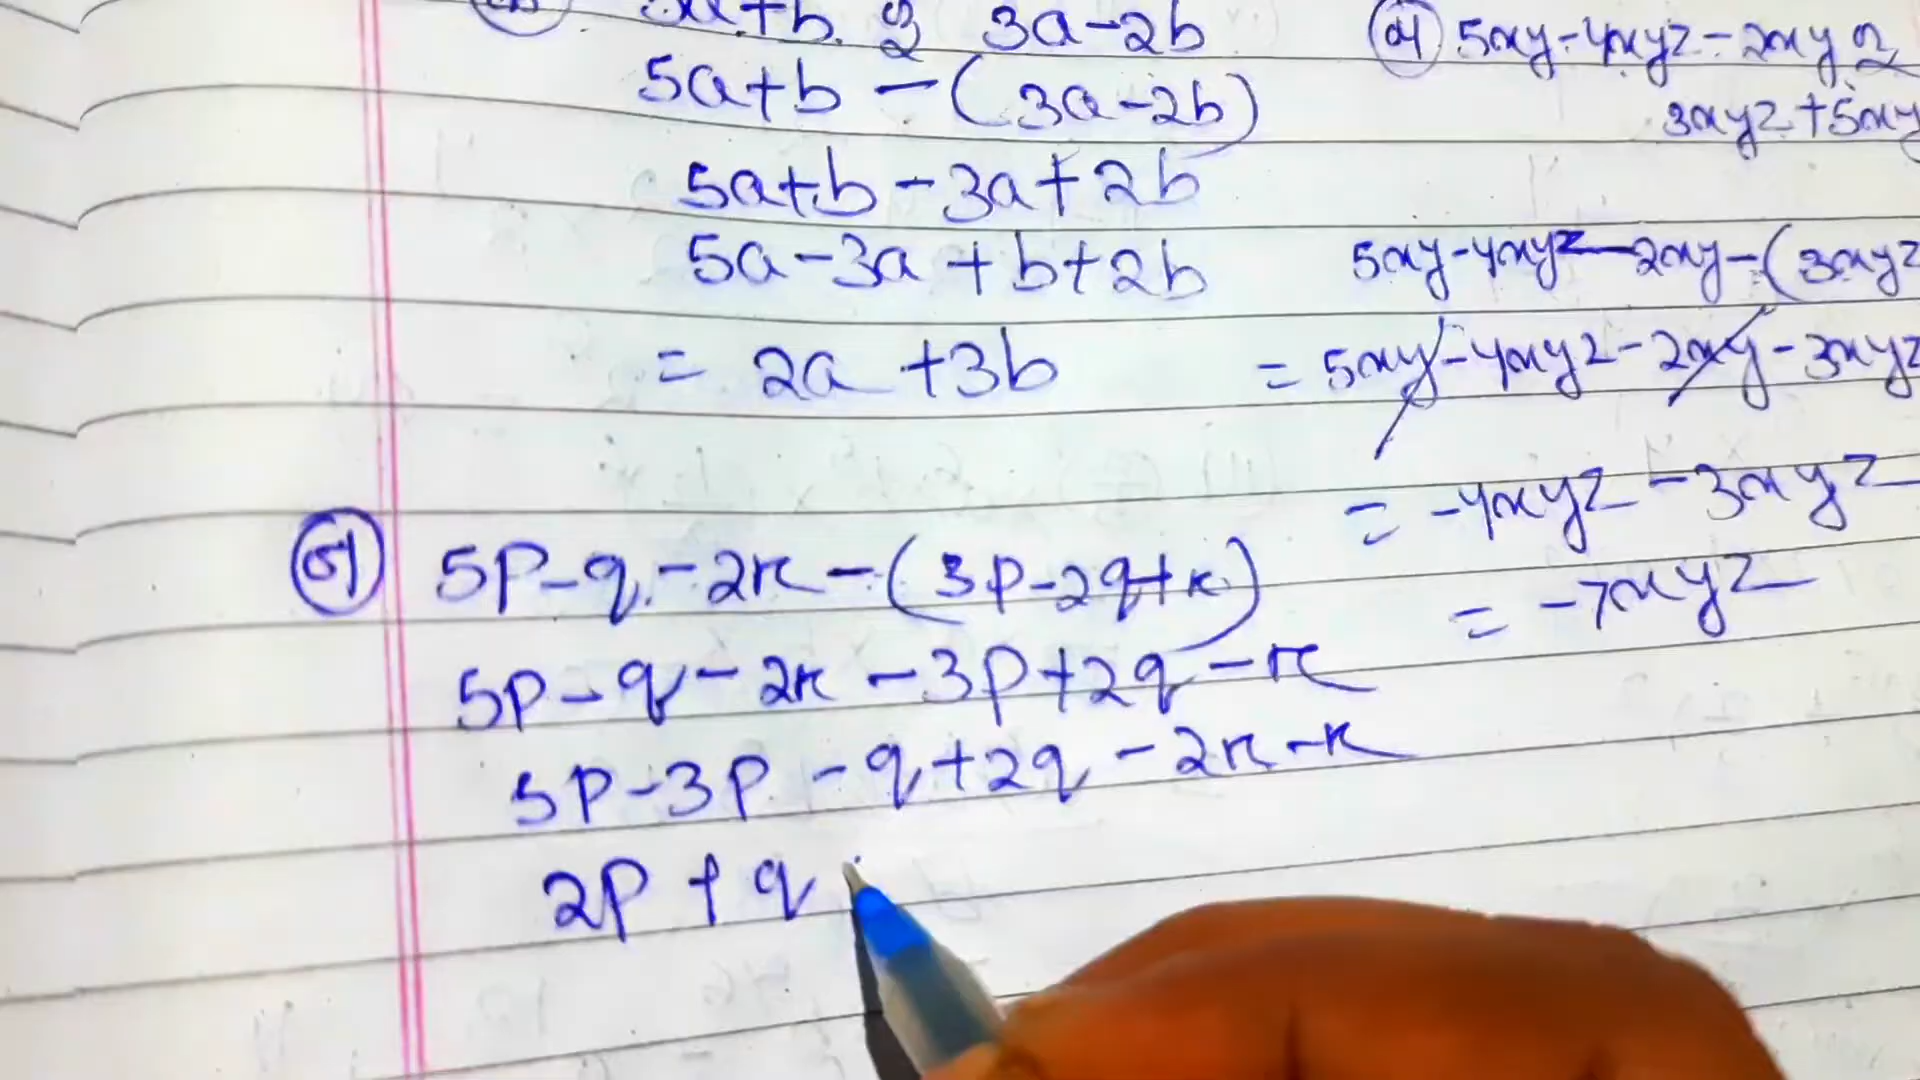 3a-2b
5a+b-(3a-2b)
5a+b-3a+2b
5a-3a+b+2b
= 2a+3b
5xy-4xyz-2xy
3xyz+5xy
5xy-4xyz-2xy-(3xyz
= 5xy-4xyz-2xy-3xyz
= -4xyz-3xyz
= -7xyz
5p-q-2r-(3p-2q+r)
5p-q-2r-3p+2q-r
5p-3p-q+2q-2r-r
2p+q